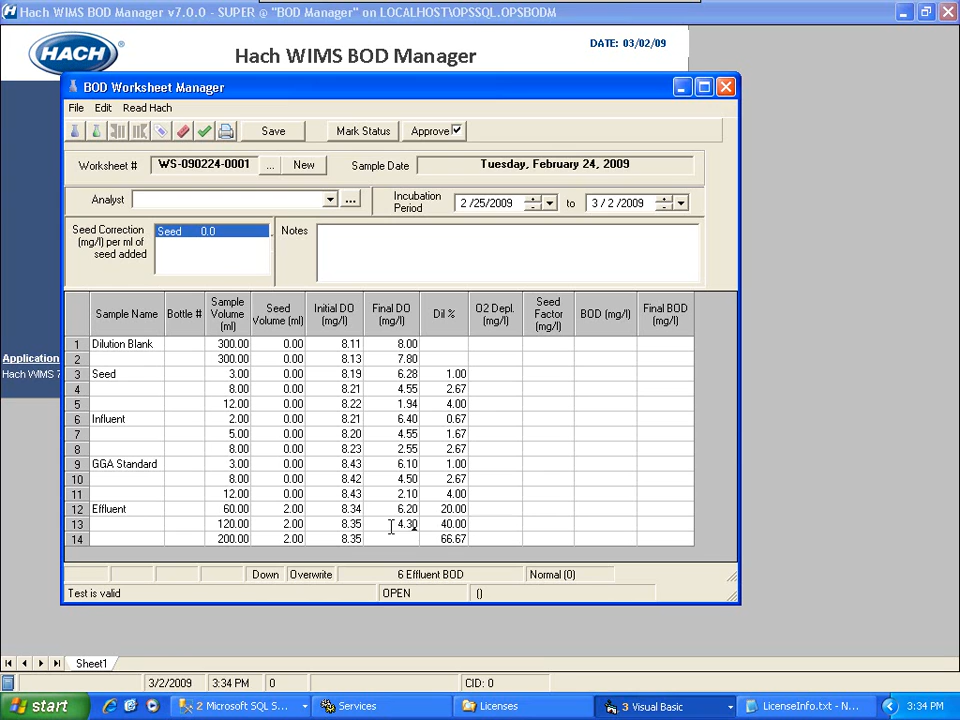 Hach WIMS BOD Manager v7.0.0 - SUPER @ "BOD Manager" on LOCALHOST\OPSSQL.OPSBODM
HACH ®
Hach WIMS BOD Manager
DATE: 03/02/09
BOD Worksheet Manager
File Edit Read Hach
Save Mark Status Approve
Worksheet # WS-090224-0001 ... New Sample Date Tuesday, February 24, 2009
Analyst ... Incubation Period 2 /25/2009 to 3 / 2 /2009
Seed Correction (mg/l) per ml of seed added Seed 0.0 Notes
Sample Name Bottle # Sample Volume (ml) Seed Volume (ml) Initial DO (mg/l) Final DO (mg/l) Dil % O2 Depl. (mg/l) Seed Factor (mg/l) BOD (mg/l) Final BOD (mg/l)
1 Dilution Blank 300.00 0.00 8.11 8.00
2 300.00 0.00 8.13 7.80
3 Seed 3.00 0.00 8.19 6.28 1.00
4 8.00 0.00 8.21 4.55 2.67
5 12.00 0.00 8.22 1.94 4.00
6 Influent 2.00 0.00 8.21 6.40 0.67
7 5.00 0.00 8.20 4.55 1.67
8 8.00 0.00 8.23 2.55 2.67
9 GGA Standard 3.00 0.00 8.43 6.10 1.00
10 8.00 0.00 8.42 4.50 2.67
11 12.00 0.00 8.43 2.10 4.00
12 Effluent 60.00 2.00 8.34 6.20 20.00
13 120.00 2.00 8.35 4.30 40.00
14 200.00 2.00 8.35 66.67
Application
Hach WIMS 7
Down Overwrite 6 Effluent BOD Normal (0)
Test is valid OPEN ()
Sheet1
3/2/2009 3:34 PM 0 CID: 0
start 2 Microsoft SQL S... Services Licenses 3 Visual Basic LicenseInfo.txt - N... 3:34 PM